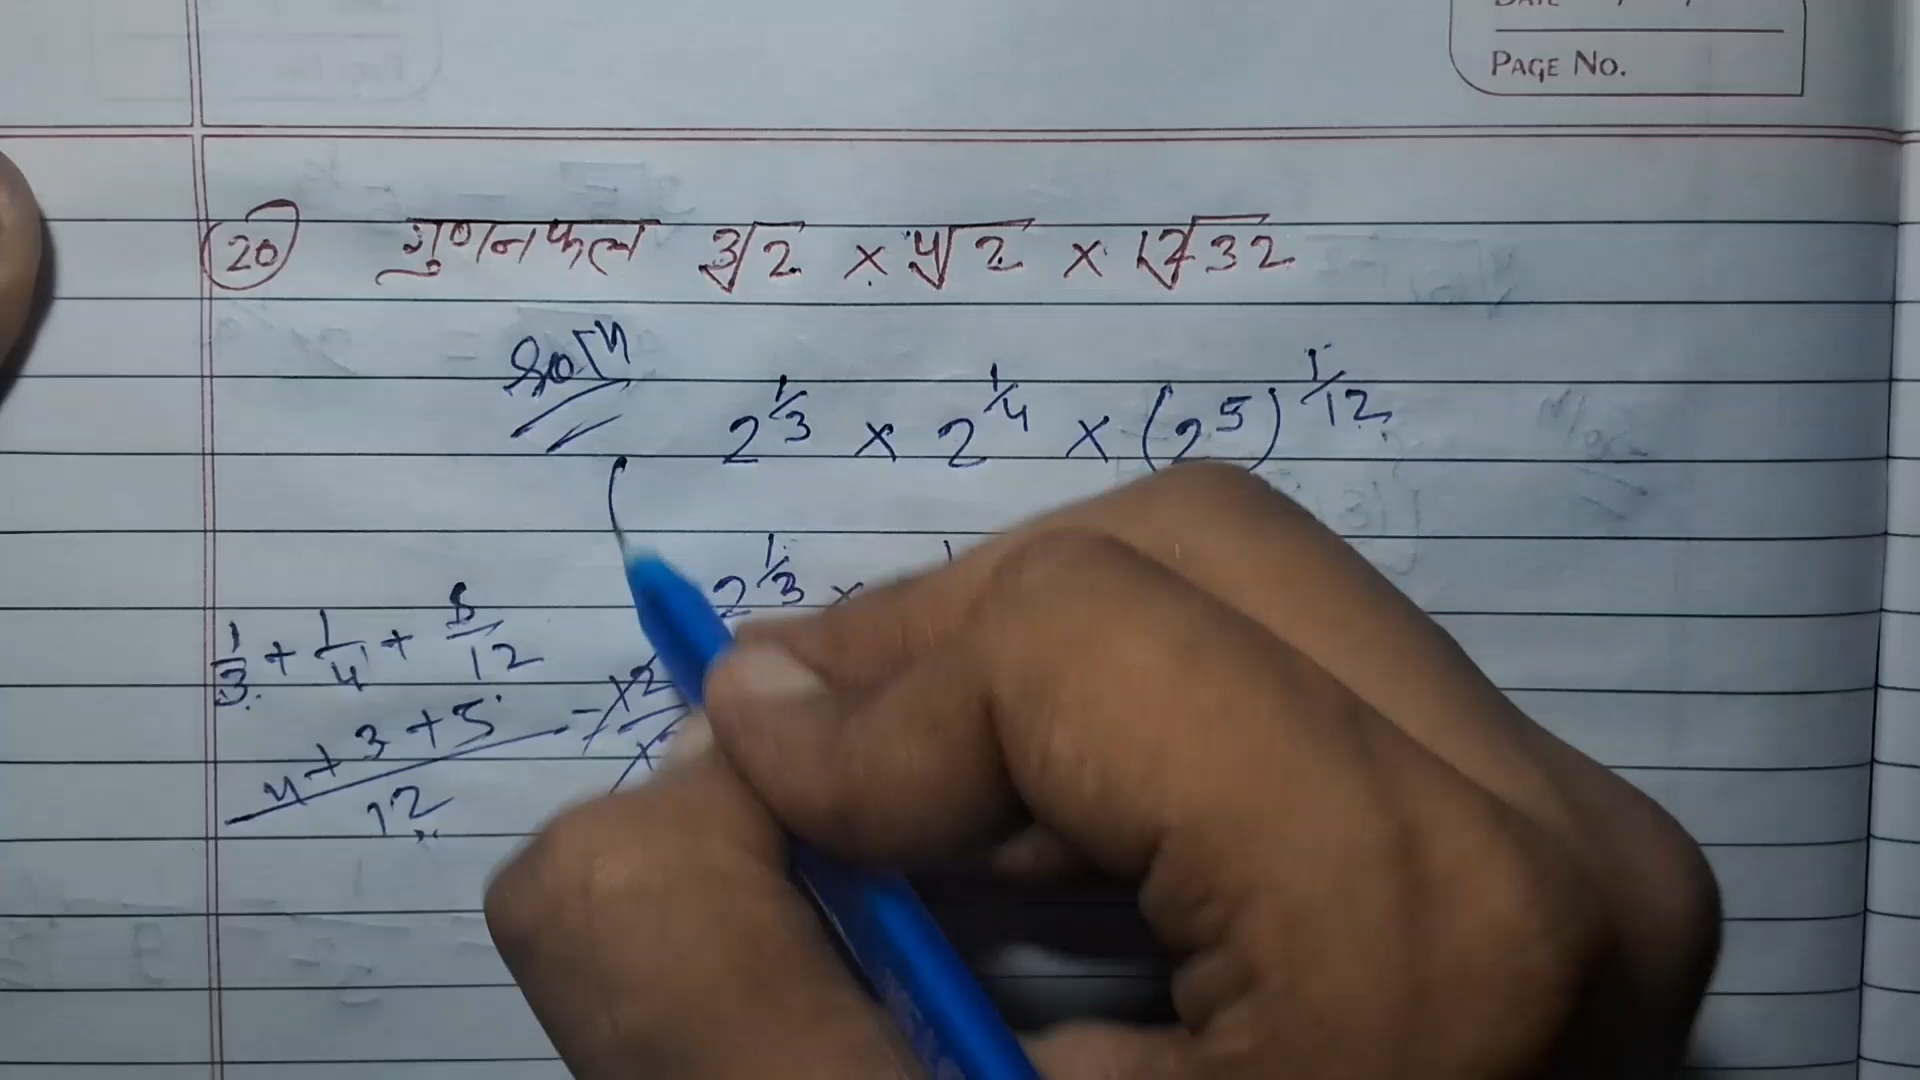 PAGE No.
20 गुणनफल ∛2 × ∜2 × ¹²√32
Solⁿ
2^1/3 × 2^1/4 × (2^5)^1/12
2^1/3 ×
1/3 + 1/4 + 5/12
4+3+5 / 12 = 12